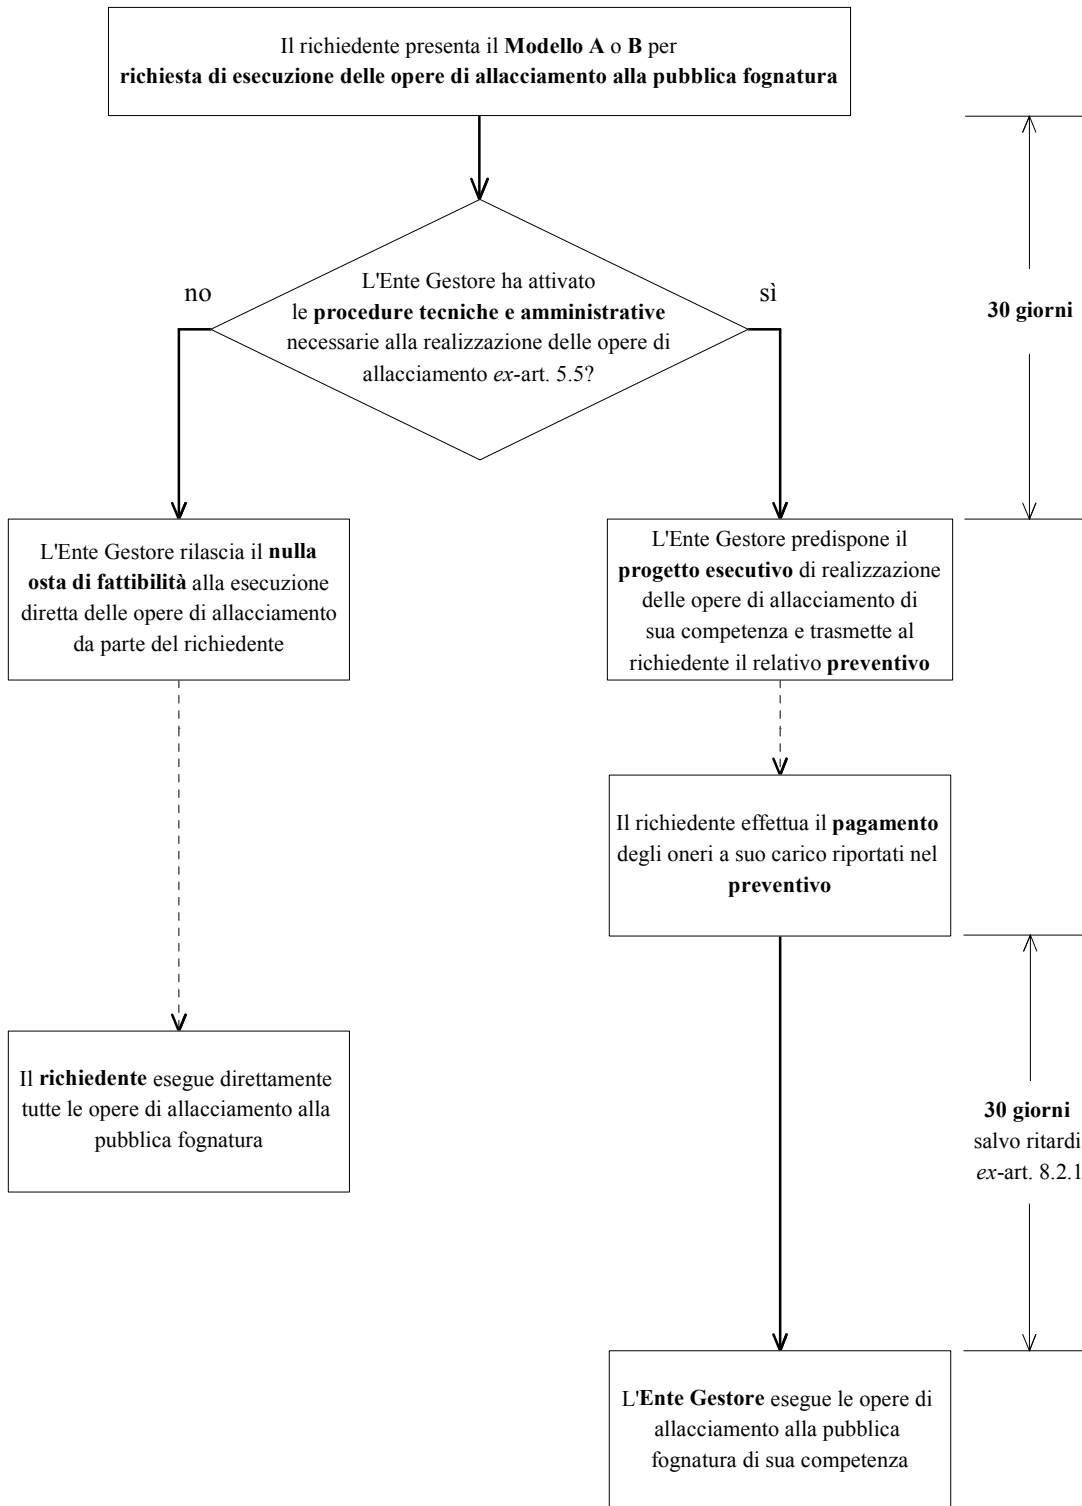 Il richiedente presenta il Modello A o B per
richiesta di esecuzione delle opere di allacciamento alla pubblica fognatura
L'Ente Gestore ha attivato
le procedure tecniche e amministrative
necessarie alla realizzazione delle opere di
allacciamento ex-art. 5.5?
no
sì
30 giorni
L'Ente Gestore rilascia il nulla
osta di fattibilità alla esecuzione
diretta delle opere di allacciamento
da parte del richiedente
L'Ente Gestore predispone il
progetto esecutivo di realizzazione
delle opere di allacciamento di
sua competenza e trasmette al
richiedente il relativo preventivo
Il richiedente effettua il pagamento
degli oneri a suo carico riportati nel
preventivo
Il richiedente esegue direttamente
tutte le opere di allacciamento alla
pubblica fognatura
30 giorni
salvo ritardi
ex-art. 8.2.1
L'Ente Gestore esegue le opere di
allacciamento alla pubblica
fognatura di sua competenza